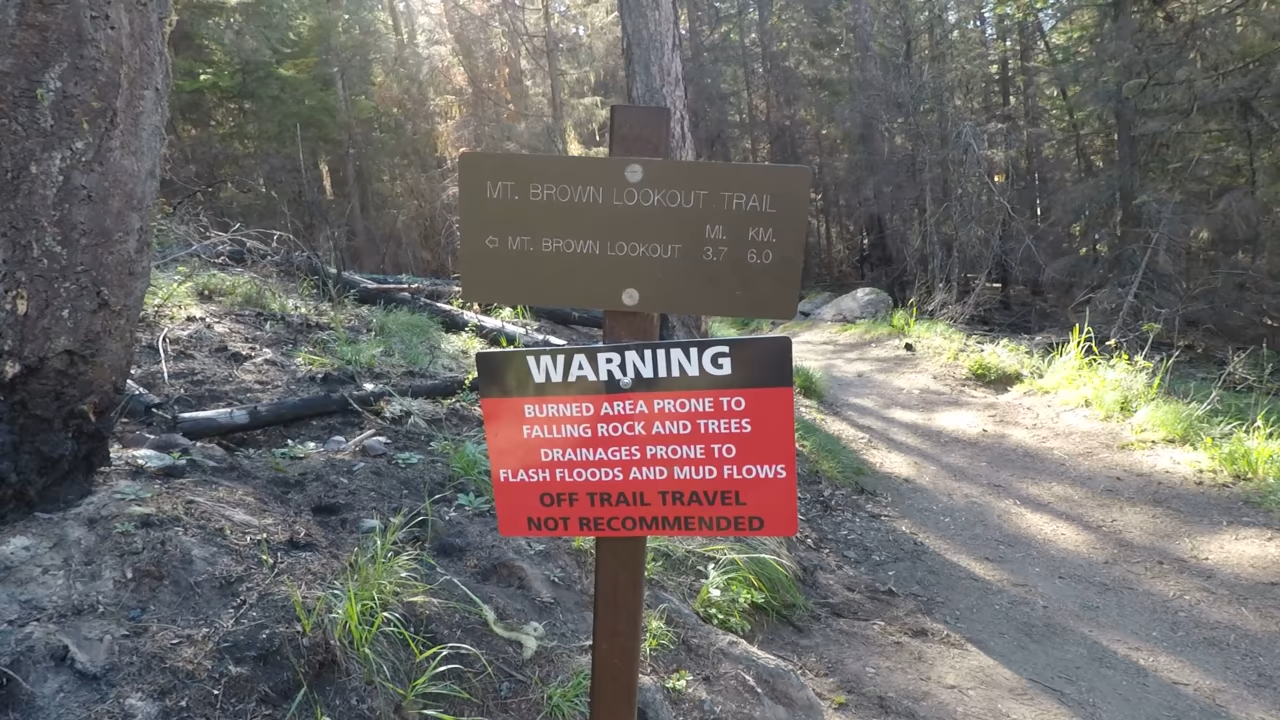 MT. BROWN LOOKOUT TRAIL
MI. KM.
⇦ MT. BROWN LOOKOUT 3.7 6.0
WARNING
BURNED AREA PRONE TO
FALLING ROCK AND TREES
DRAINAGES PRONE TO
FLASH FLOODS AND MUD FLOWS
OFF TRAIL TRAVEL
NOT RECOMMENDED